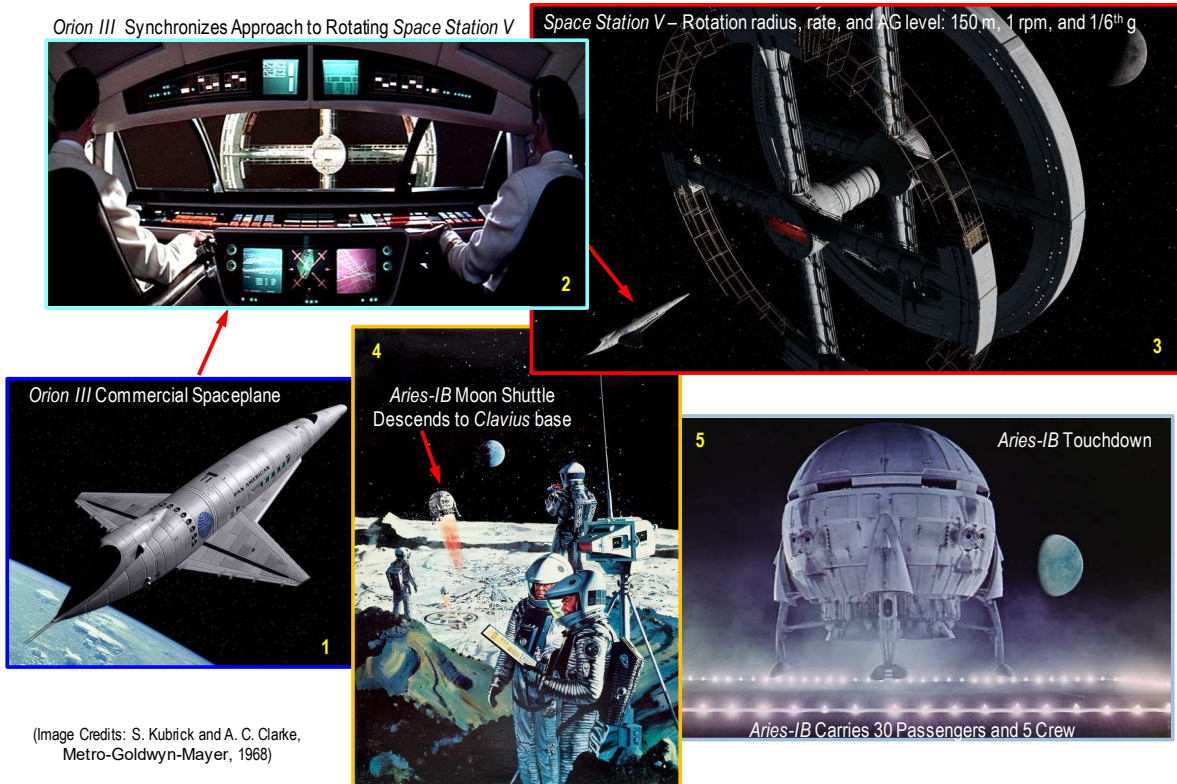 Orion III Synchronizes Approach to Rotating Space Station V
2
Space Station V – Rotation radius, rate, and AG level: 150 m, 1 rpm, and 1/6th g
3
Orion III Commercial Spaceplane
PAN AMERICAN
1
4
Aries-IB Moon Shuttle
Descends to Clavius base
5
Aries-IB Touchdown
Aries-IB Carries 30 Passengers and 5 Crew
(Image Credits: S. Kubrick and A. C. Clarke,
Metro-Goldwyn-Mayer, 1968)